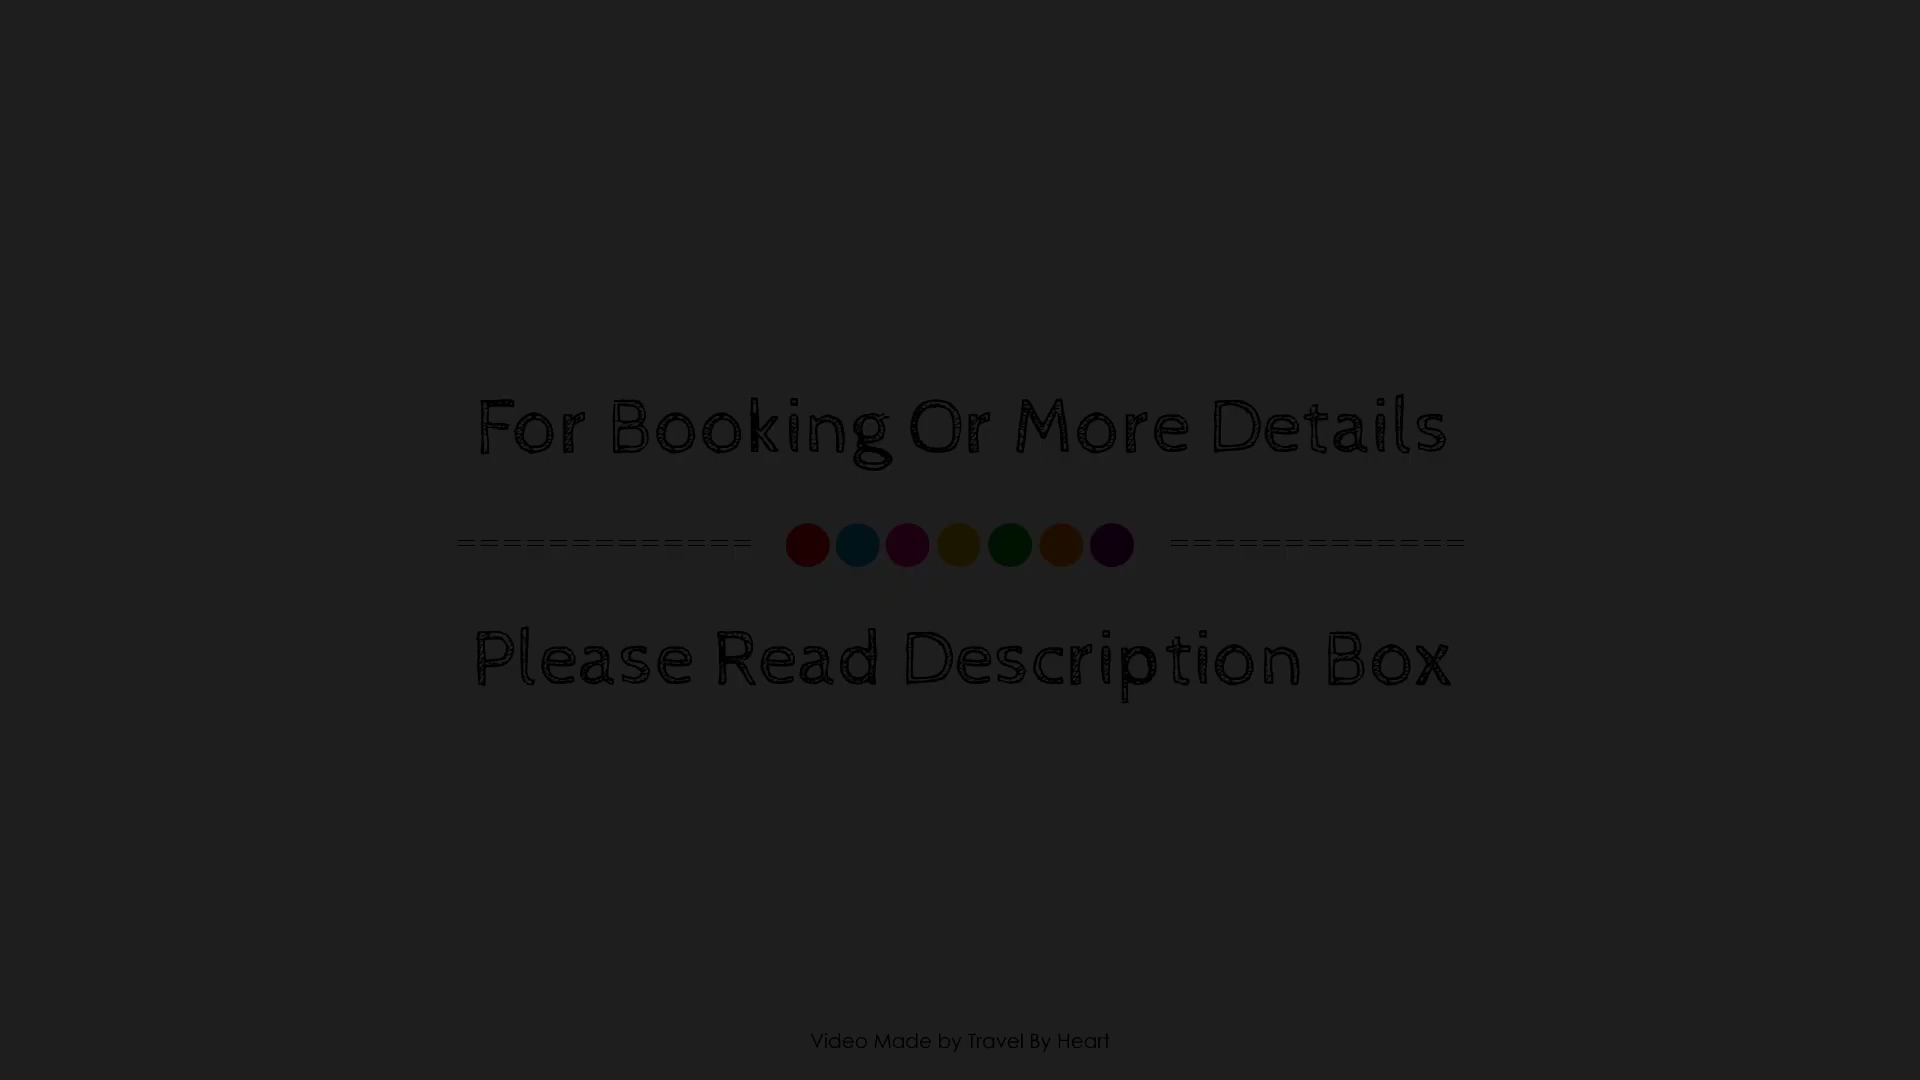 For Booking Or More Details
============= =============
Please Read Description Box
Video Made by Travel By Heart